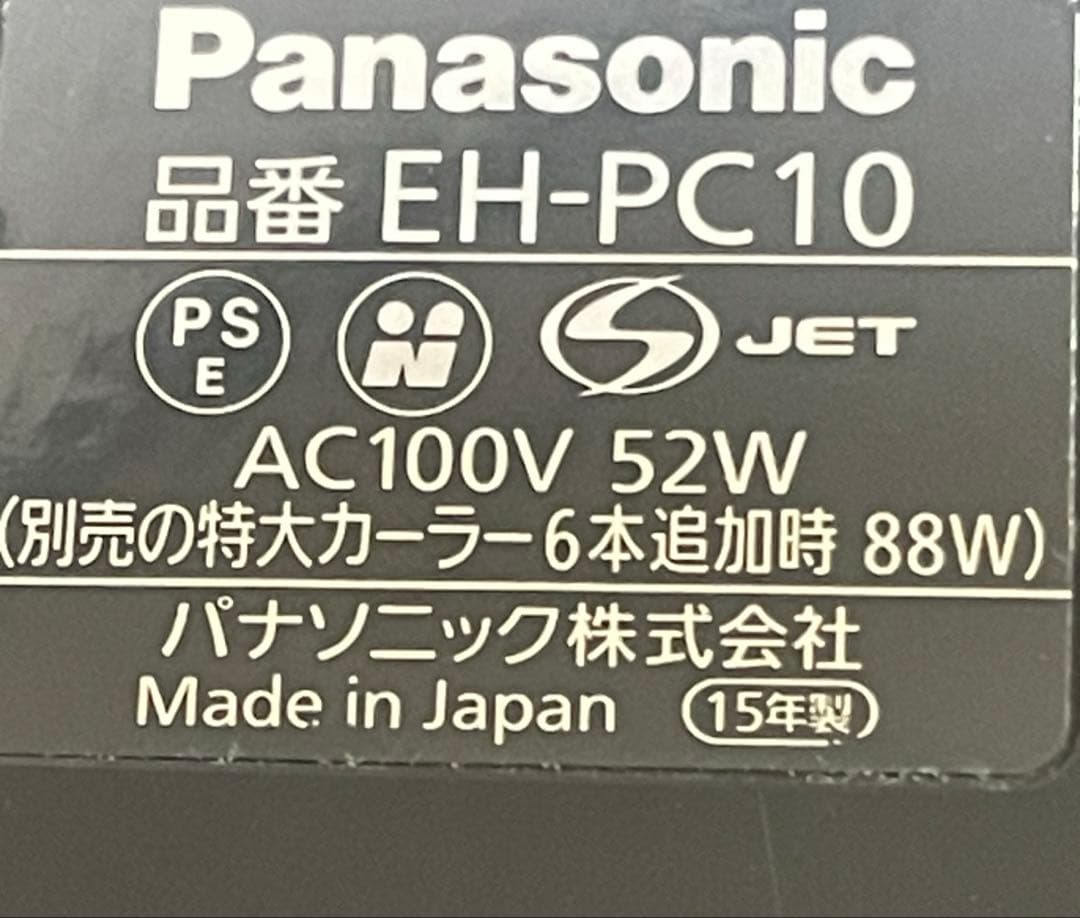 Panasonic
品番 EH-PC10
PS
E
N
S JET
AC100V 52W
(別売の特大カーラー6本追加時 88W)
パナソニック株式会社
Made in Japan 15年製